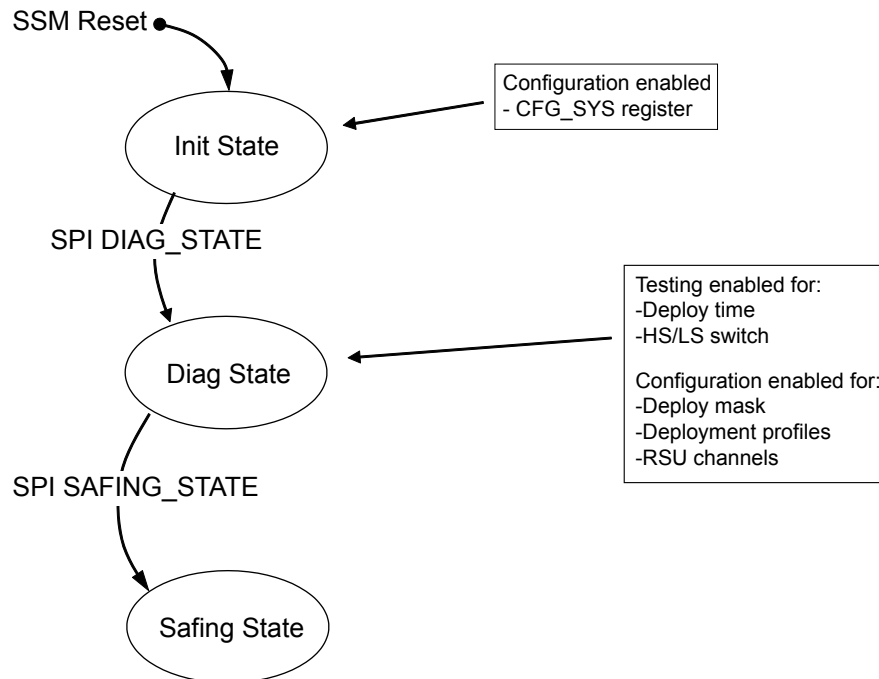 SSM Reset
Configuration enabled
- CFG_SYS register
Init State
SPI DIAG_STATE
Testing enabled for:
-Deploy time
-HS/LS switch
Configuration enabled for:
-Deploy mask
-Deployment profiles
-RSU channels
Diag State
SPI SAFING_STATE
Safing State